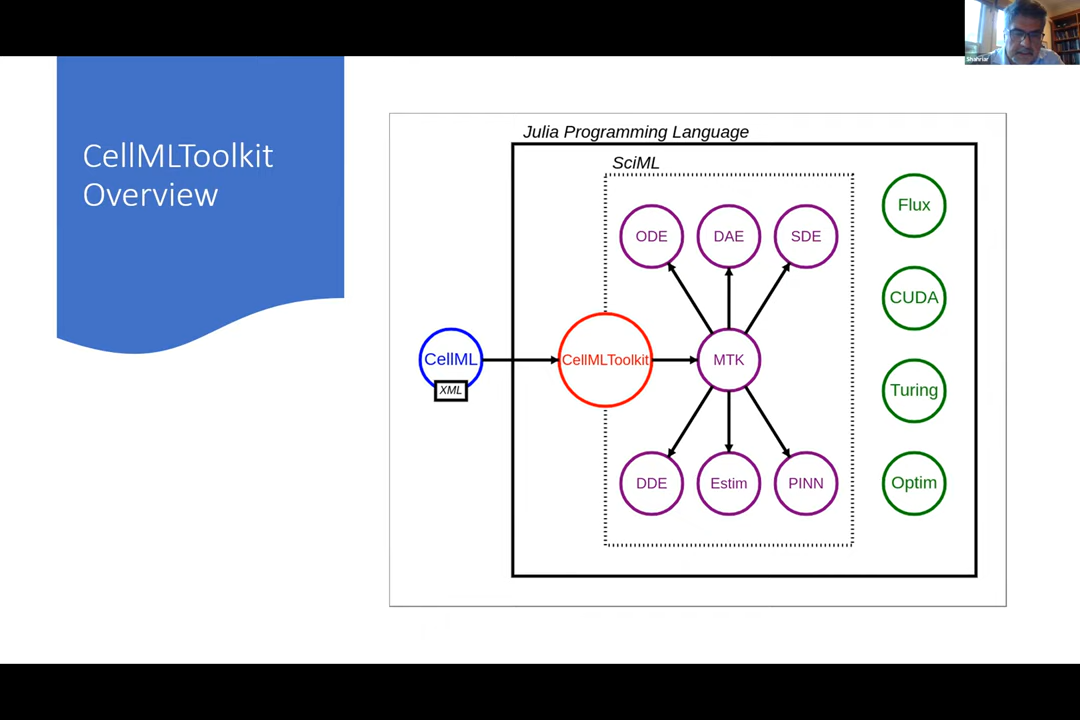 Shahriar
CellMLToolkit
Overview
Julia Programming Language
SciML
Flux
ODE
DAE
SDE
CUDA
CellML
XML
CellMLToolkit
MTK
Turing
DDE
Estim
PINN
Optim